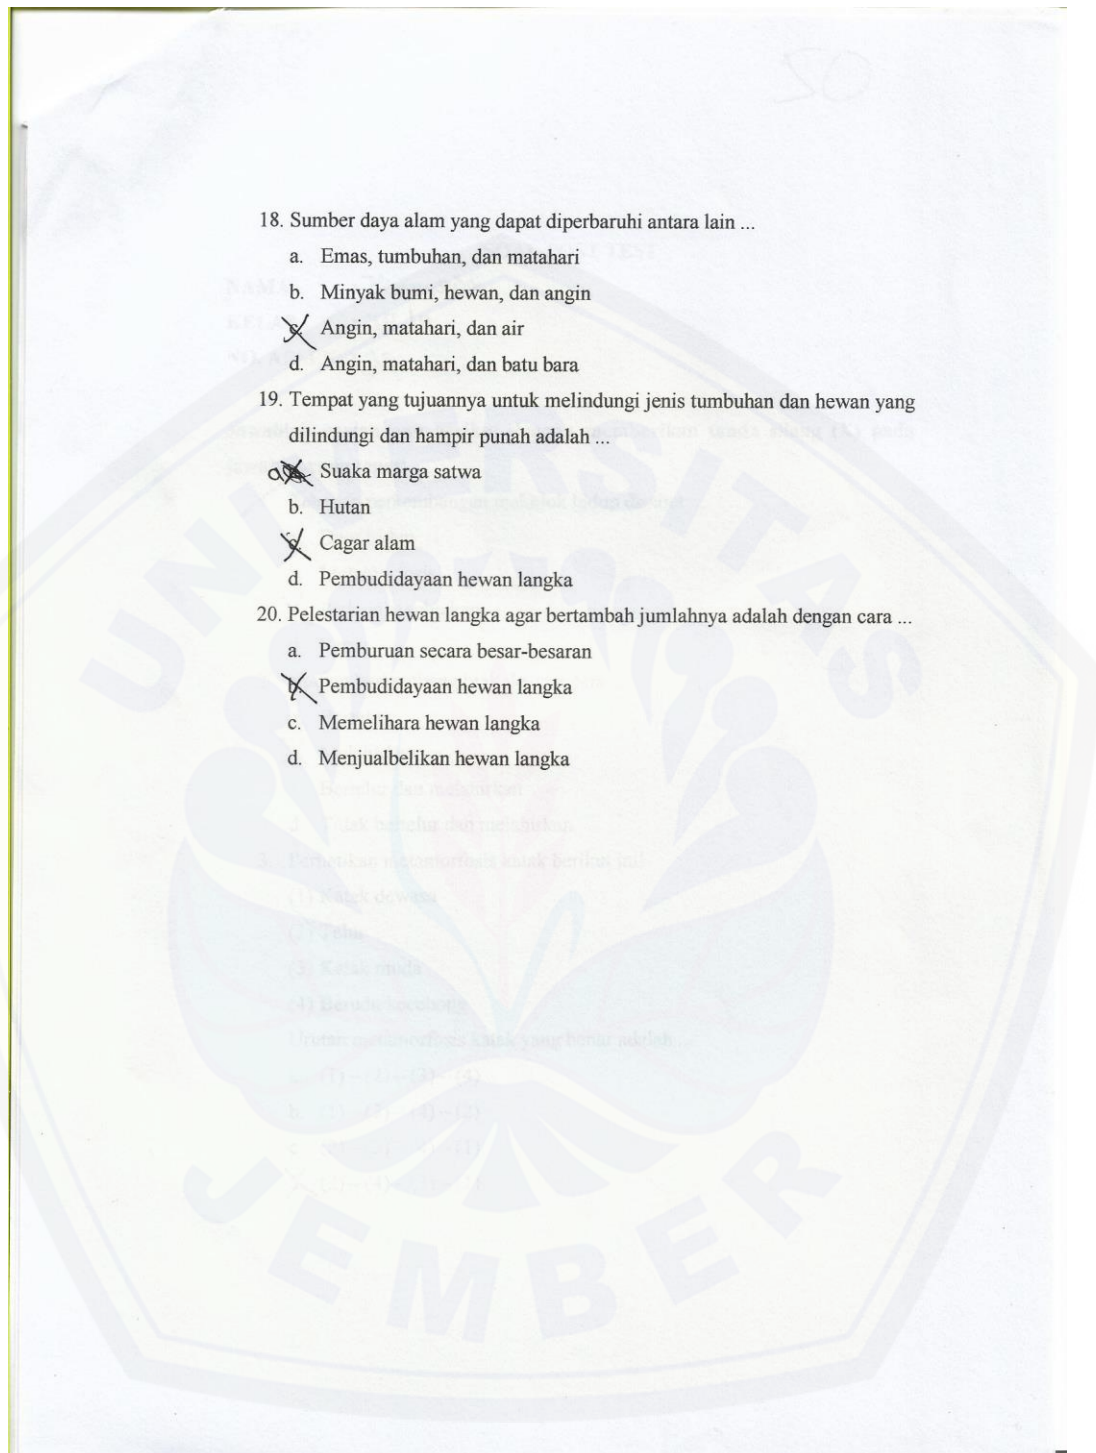 18. Sumber daya alam yang dapat diperbaruhi antara lain ...
a. Emas, tumbuhan, dan matahari
b. Minyak bumi, hewan, dan angin
c. Angin, matahari, dan air
d. Angin, matahari, dan batu bara
19. Tempat yang tujuannya untuk melindungi jenis tumbuhan dan hewan yang
dilindungi dan hampir punah adalah ...
a Suaka marga satwa
b. Hutan
c. Cagar alam
d. Pembudidayaan hewan langka
20. Pelestarian hewan langka agar bertambah jumlahnya adalah dengan cara ...
a. Pemburuan secara besar-besaran
b. Pembudidayaan hewan langka
c. Memelihara hewan langka
d. Menjualbelikan hewan langka
UNIVERSITAS
JEMBER